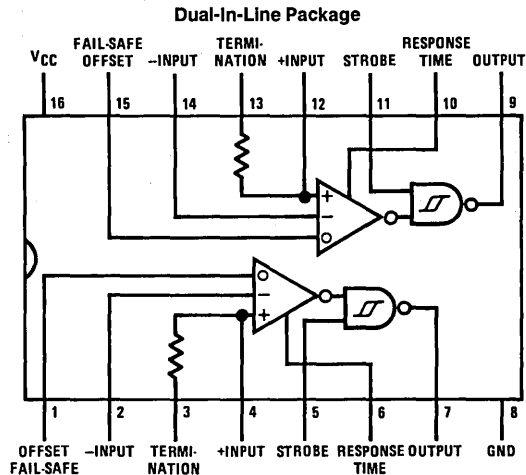 Dual-In-Line Package
VCC
FAIL-SAFE
OFFSET
–INPUT
TERMI-
NATION
+INPUT
STROBE
RESPONSE
TIME
OUTPUT
16
15
14
13
12
11
10
9
+
–
–
+
1
2
3
4
5
6
7
8
OFFSET
FAIL-SAFE
–INPUT
TERMI-
NATION
+INPUT
STROBE
RESPONSE
TIME
OUTPUT
GND